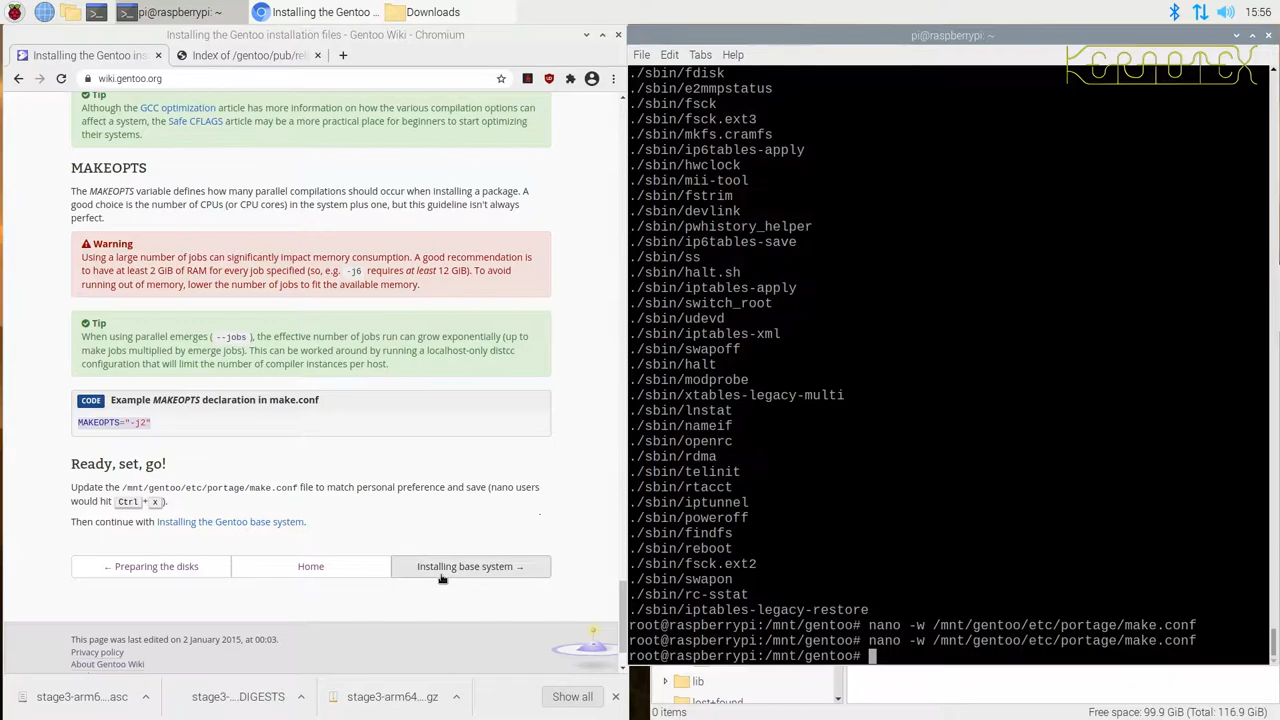 pi@raspberrypi: ~
Installing the Gentoo ...
Downloads
15:56
Installing the Gentoo installation files - Gentoo Wiki - Chromium
Installing the Gentoo inst
Index of /gentoo/pub/rel
wiki.gentoo.org
Tip
Although the GCC optimization article has more information on how the various compilation options can
affect a system, the Safe CFLAGS article may be a more practical place for beginners to start optimizing
their systems.
MAKEOPTS
The MAKEOPTS variable defines how many parallel compilations should occur when installing a package. A
good choice is the number of CPUs (or CPU cores) in the system plus one, but this guideline isn't always
perfect.
Warning
Using a large number of jobs can significantly impact memory consumption. A good recommendation is
to have at least 2 GiB of RAM for every job specified (so, e.g. -j6 requires at least 12 GiB). To avoid
running out of memory, lower the number of jobs to fit the available memory.
Tip
When using parallel emerges ( --jobs ), the effective number of jobs run can grow exponentially (up to
make jobs multiplied by emerge jobs). This can be worked around by running a localhost-only distcc
configuration that will limit the number of compiler instances per host.
CODE Example MAKEOPTS declaration in make.conf
MAKEOPTS="-j2"
Ready, set, go!
Update the /mnt/gentoo/etc/portage/make.conf file to match personal preference and save (nano users
would hit Ctrl + x ).
Then continue with Installing the Gentoo base system.
← Preparing the disks
Home
Installing base system →
This page was last edited on 2 January 2015, at 00:03.
Privacy policy
About Gentoo Wiki
stage3-arm6....asc
stage3-....DIGESTS
stage3-arm64....oz
Show all
pi@raspberrypi: ~
File Edit Tabs Help
KERNOTEX
./sbin/fdisk
./sbin/e2mmpstatus
./sbin/fsck
./sbin/fsck.ext3
./sbin/mkfs.cramfs
./sbin/ip6tables-apply
./sbin/hwclock
./sbin/mii-tool
./sbin/fstrim
./sbin/devlink
./sbin/pwhistory_helper
./sbin/ip6tables-save
./sbin/ss
./sbin/halt.sh
./sbin/iptables-apply
./sbin/switch_root
./sbin/udevd
./sbin/iptables-xml
./sbin/swapoff
./sbin/halt
./sbin/modprobe
./sbin/xtables-legacy-multi
./sbin/lnstat
./sbin/nameif
./sbin/openrc
./sbin/rdma
./sbin/telinit
./sbin/rtacct
./sbin/iptunnel
./sbin/poweroff
./sbin/findfs
./sbin/reboot
./sbin/fsck.ext2
./sbin/swapon
./sbin/rc-sstat
./sbin/iptables-legacy-restore
root@raspberrypi:/mnt/gentoo# nano -w /mnt/gentoo/etc/portage/make.conf
root@raspberrypi:/mnt/gentoo# nano -w /mnt/gentoo/etc/portage/make.conf
root@raspberrypi:/mnt/gentoo#
lib
lost+found
0 items
Free space: 99.9 GiB (Total: 116.9 GiB)